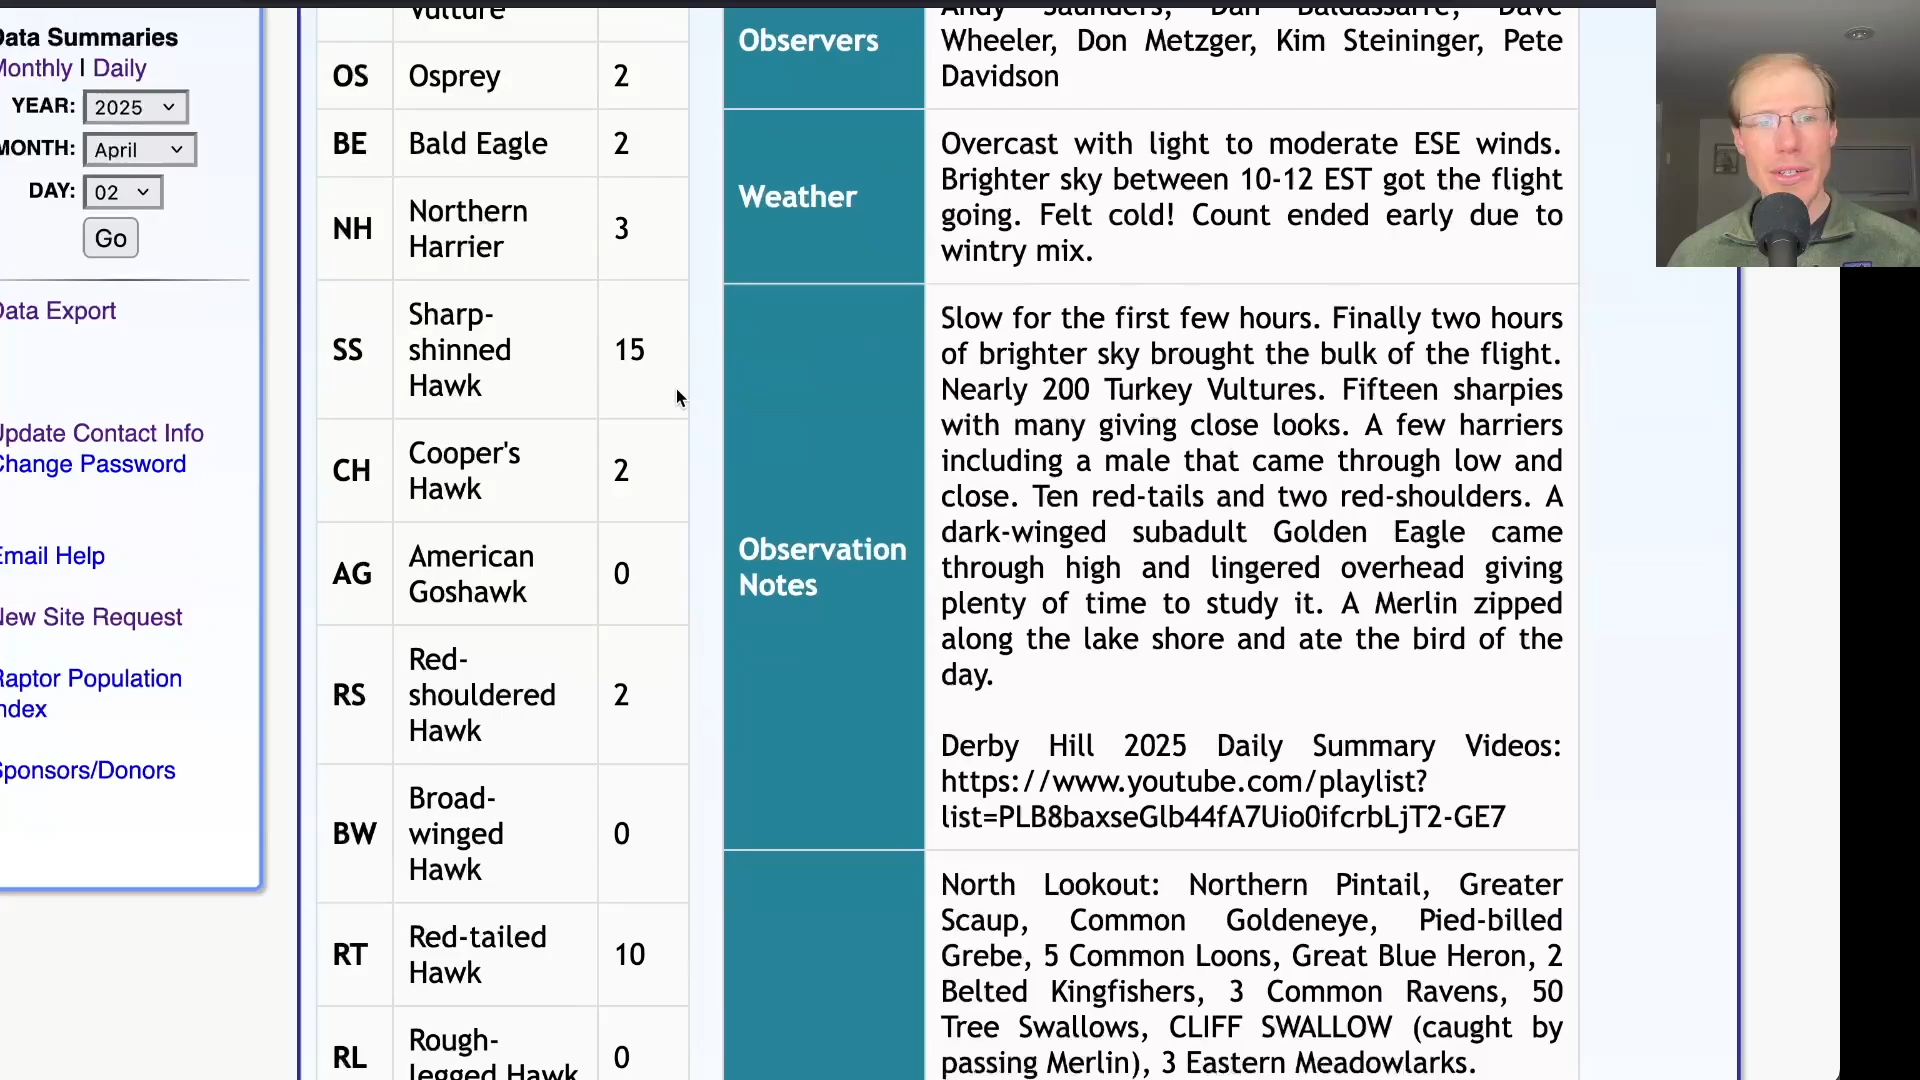 Data Summaries
Monthly | Daily
YEAR: 2025
MONTH: April
DAY: 02
Go
Data Export
Update Contact Info
Change Password
Email Help
New Site Request
Raptor Population
Index
Sponsors/Donors
Vulture
OS Osprey 2
BE Bald Eagle 2
NH Northern
Harrier 3
SS Sharp-
shinned
Hawk 15
CH Cooper's
Hawk 2
AG American
Goshawk 0
RS Red-
shouldered
Hawk 2
BW Broad-
winged
Hawk 0
RT Red-tailed
Hawk 10
RL Rough-
legged Hawk 0
Observers
Andy Saunders, Dan Baldassarre, Dave
Wheeler, Don Metzger, Kim Steininger, Pete
Davidson
Weather
Overcast with light to moderate ESE winds.
Brighter sky between 10-12 EST got the flight
going. Felt cold! Count ended early due to
wintry mix.
Observation
Notes
Slow for the first few hours. Finally two hours
of brighter sky brought the bulk of the flight.
Nearly 200 Turkey Vultures. Fifteen sharpies
with many giving close looks. A few harriers
including a male that came through low and
close. Ten red-tails and two red-shoulders. A
dark-winged subadult Golden Eagle came
through high and lingered overhead giving
plenty of time to study it. A Merlin zipped
along the lake shore and ate the bird of the
day.
Derby Hill 2025 Daily Summary Videos:
https://www.youtube.com/playlist?
list=PLB8baxseGlb44fA7Uio0ifcrbLjT2-GE7
North Lookout: Northern Pintail, Greater
Scaup, Common Goldeneye, Pied-billed
Grebe, 5 Common Loons, Great Blue Heron, 2
Belted Kingfishers, 3 Common Ravens, 50
Tree Swallows, CLIFF SWALLOW (caught by
passing Merlin), 3 Eastern Meadowlarks.